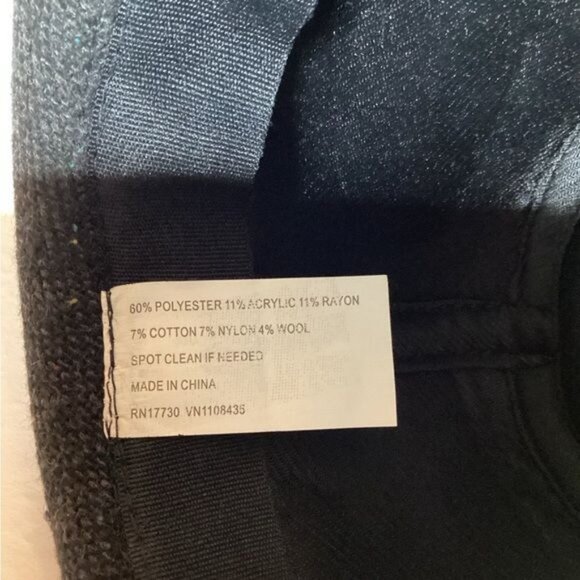 60% POLYESTER 11% ACRYLIC 11% RAYON
7% COTTON 7% NYLON 4% WOOL
SPOT CLEAN IF NEEDED
MADE IN CHINA
RN17730 VN1108435